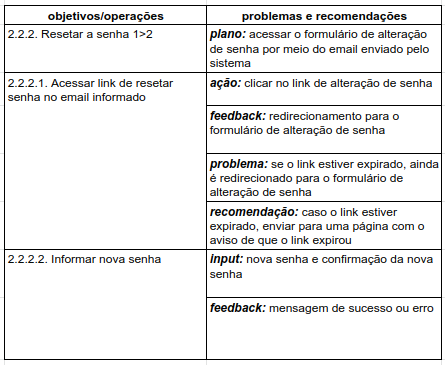 objetivos/operações
problemas e recomendações
2.2.2. Resetar a senha 1>2
plano: acessar o formulário de alteração
de senha por meio do email enviado pelo
sistema
2.2.2.1. Acessar link de resetar
senha no email informado
ação: clicar no link de alteração de senha
feedback: redirecionamento para o
formulário de alteração de senha
problema: se o link estiver expirado, ainda
é redirecionado para o formulário de
alteração de senha
recomendação: caso o link estiver
expirado, enviar para uma página com o
aviso de que o link expirou
2.2.2.2. Informar nova senha
input: nova senha e confirmação da nova
senha
feedback: mensagem de sucesso ou erro